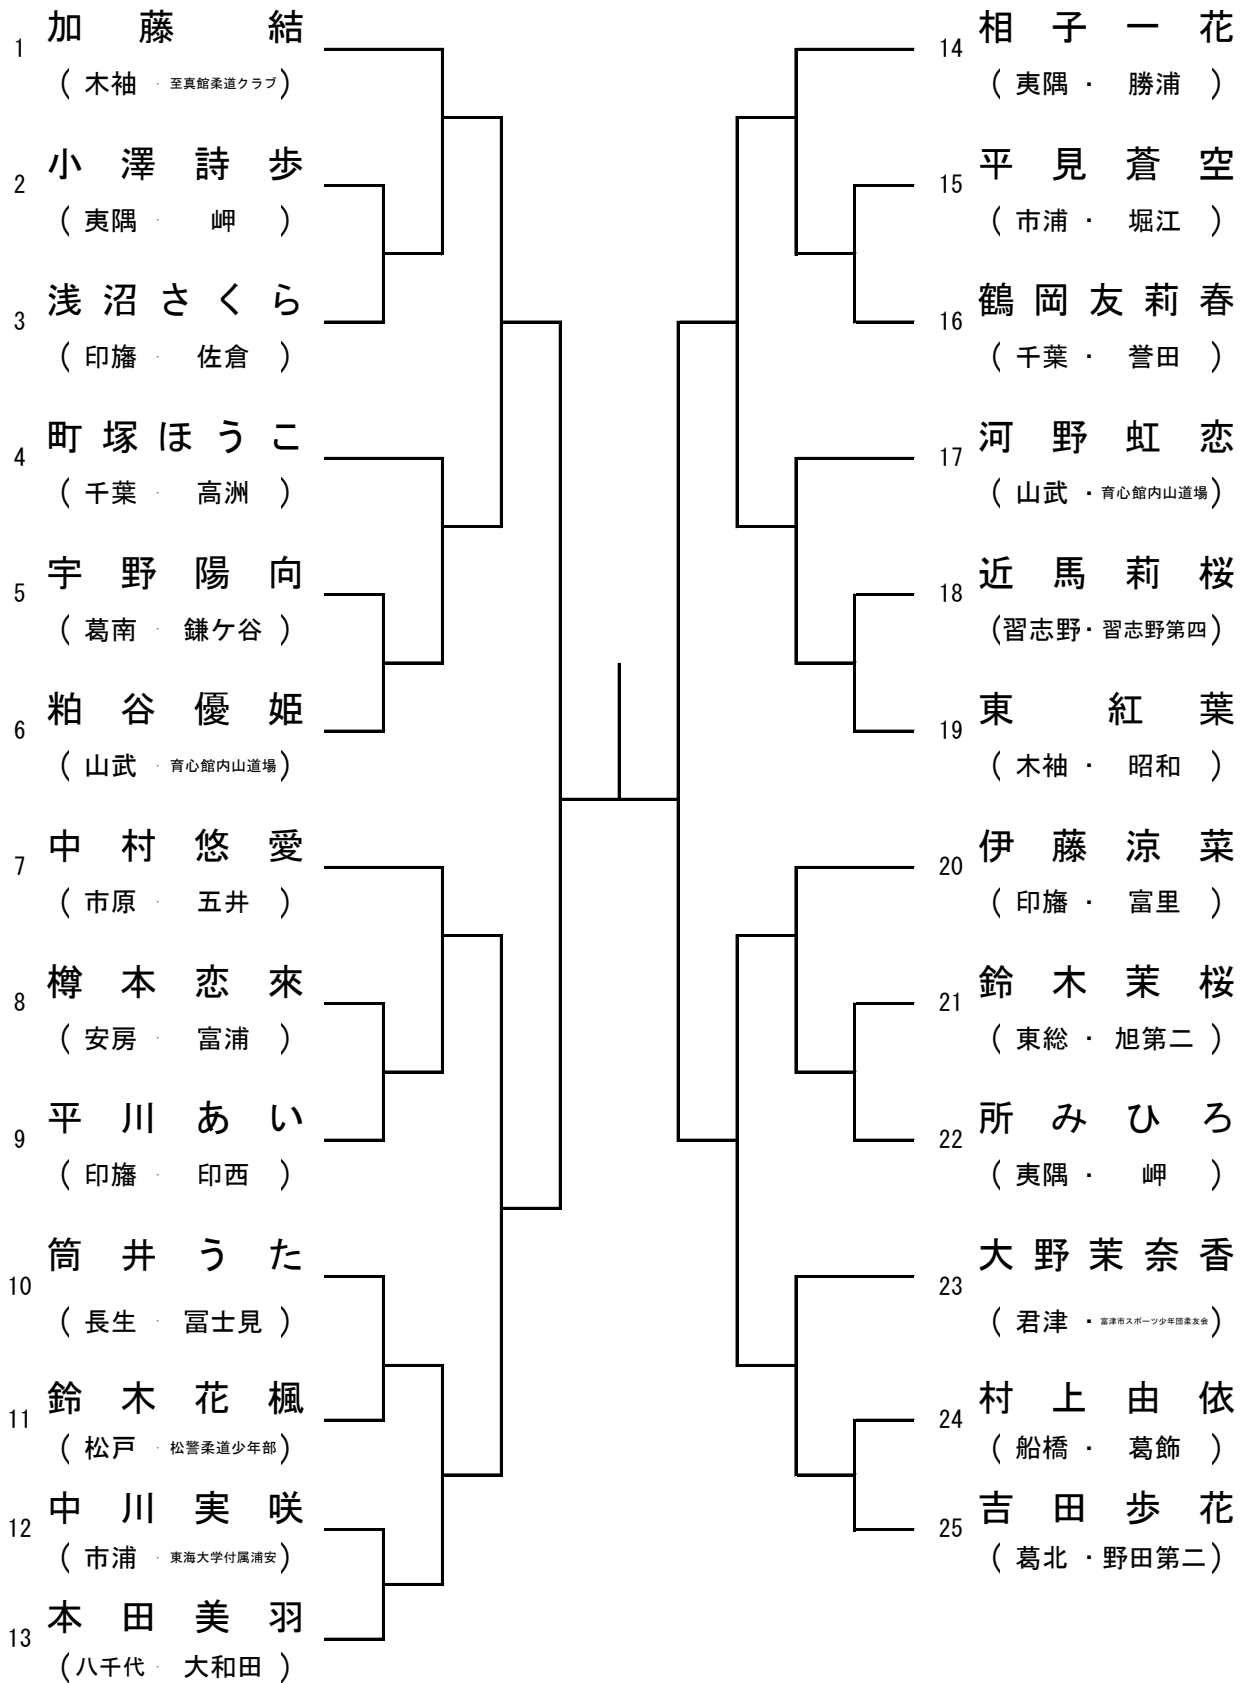 1 加藤結
(木袖・至真館柔道クラブ)
2 小澤詩歩
(夷隅・岬)
3 浅沼さくら
(印旛・佐倉)
4 町塚ほうこ
(千葉・高洲)
5 宇野陽向
(葛南・鎌ケ谷)
6 粕谷優姫
(山武・育心館内山道場)
7 中村悠愛
(市原・五井)
8 樽本恋來
(安房・富浦)
9 平川あい
(印旛・印西)
10 筒井うた
(長生・冨士見)
11 鈴木花楓
(松戸・松警柔道少年部)
12 中川実咲
(市浦・東海大学付属浦安)
13 本田美羽
(八千代・大和田)
14 相子一花
(夷隅・勝浦)
15 平見蒼空
(市浦・堀江)
16 鶴岡友莉春
(千葉・誉田)
17 河野虹恋
(山武・育心館内山道場)
18 近馬莉桜
(習志野・習志野第四)
19 東紅葉
(木袖・昭和)
20 伊藤涼菜
(印旛・富里)
21 鈴木茉桜
(東総・旭第二)
22 所みひろ
(夷隅・岬)
23 大野茉奈香
(君津・富津市スポーツ少年団柔友会)
24 村上由依
(船橋・葛飾)
25 吉田歩花
(葛北・野田第二)